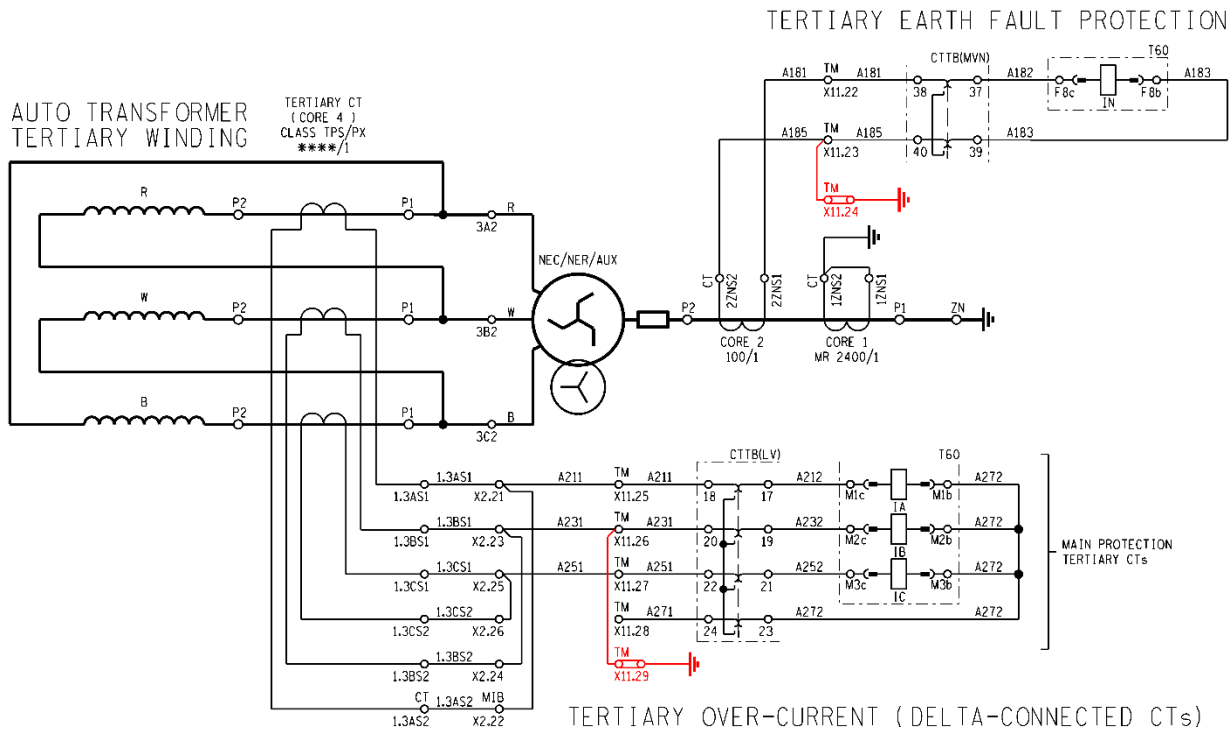 TERTIARY EARTH FAULT PROTECTION
AUTO TRANSFORMER
TERTIARY WINDING
TERTIARY CT
( CORE 4 )
CLASS TPS/PX
****/1
A181
TM
X11.22
A181
CTTB(MVN)
38
37
A182
T60
F8c
IN
F8b
A183
A185
TM
X11.23
A185
40
39
A183
TM
X11.24
R
P2
P1
3A2
R
NEC/NER/AUX
CT
2ZNS2
2ZNS1
CT
1ZNS2
1ZNS1
W
P2
P1
3B2
W
P2
CORE 2
100/1
CORE 1
MR 2400/1
P1
ZN
B
P2
P1
3C2
B
1.3AS1
1.3AS1
X2.21
A211
TM
X11.25
A211
CTTB(LV)
18
17
A212
T60
M1c
IA
M1b
A272
1.3BS1
1.3BS1
X2.23
A231
TM
X11.26
A231
20
19
A232
M2c
IB
M2b
A272
MAIN PROTECTION
TERTIARY CTs
1.3CS1
1.3CS1
X2.25
A251
TM
X11.27
A251
22
21
A252
M3c
IC
M3b
A272
1.3CS2
1.3CS2
X2.26
TM
X11.28
A271
24
23
A272
A272
1.3BS2
1.3BS2
X2.24
TM
X11.29
CT
1.3AS2
MIB
1.3AS2
X2.22
TERTIARY OVER-CURRENT (DELTA-CONNECTED CTs)